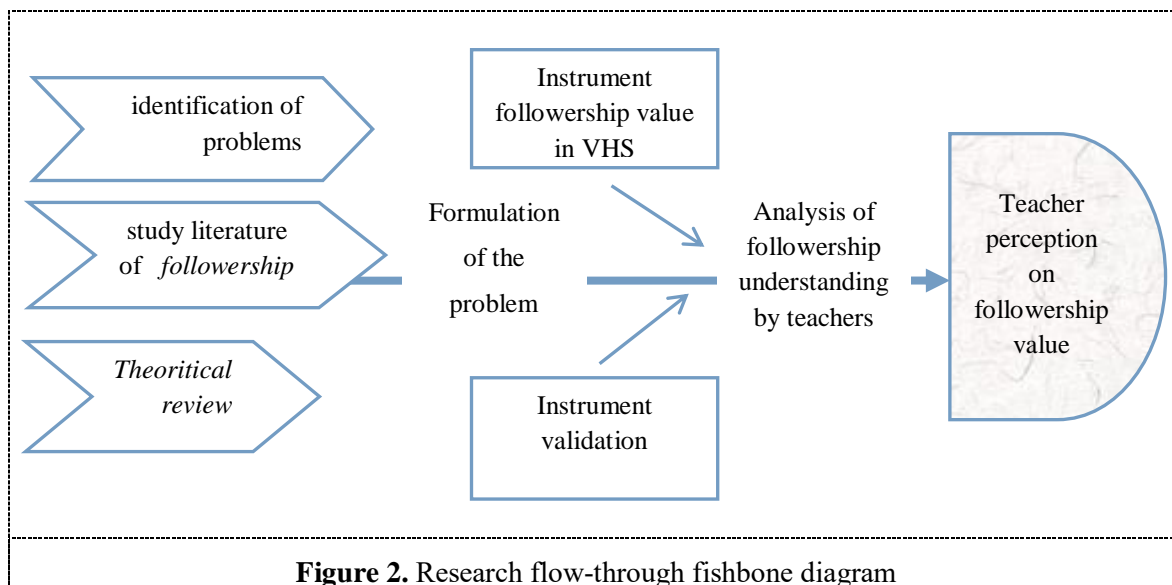 identification of
problems
study literature
of followership
Theoritical
review
Formulation
of the
problem
Instrument
followership value
in VHS
Instrument
validation
Analysis of
followership
understanding
by teachers
Teacher
perception
on
followership
value
Figure 2. Research flow-through fishbone diagram